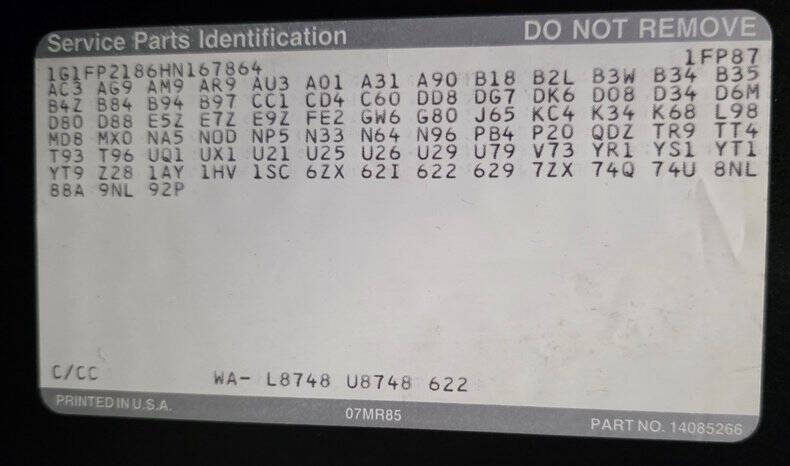 Service Parts Identification DO NOT REMOVE
1G1FP2186HN167864 1FP87
AC3 AG9 AM9 AR9 AU3 A01 A31 A90 B18 B2L B3W B34 B35
B4Z B84 B94 B97 CC1 CD4 C60 DD8 DG7 DK6 D08 D34 D6M
D80 D88 E5Z E7Z E9Z FE2 GW6 G80 J65 KC4 K34 K68 L98
MD8 MX0 NA5 N0D NP5 N33 N64 N96 PB4 P20 QDZ TR9 TT4
T93 T96 UQ1 UX1 U21 U25 U26 U29 U79 V73 YR1 YS1 YT1
YT9 Z28 1AY 1HV 1SC 6ZX 62I 622 629 7ZX 74Q 74U 8NL
88A 9NL 92P
C/CC WA- L8748 U8748 622
PRINTED IN U.S.A. 07MR85 PART NO. 14085266